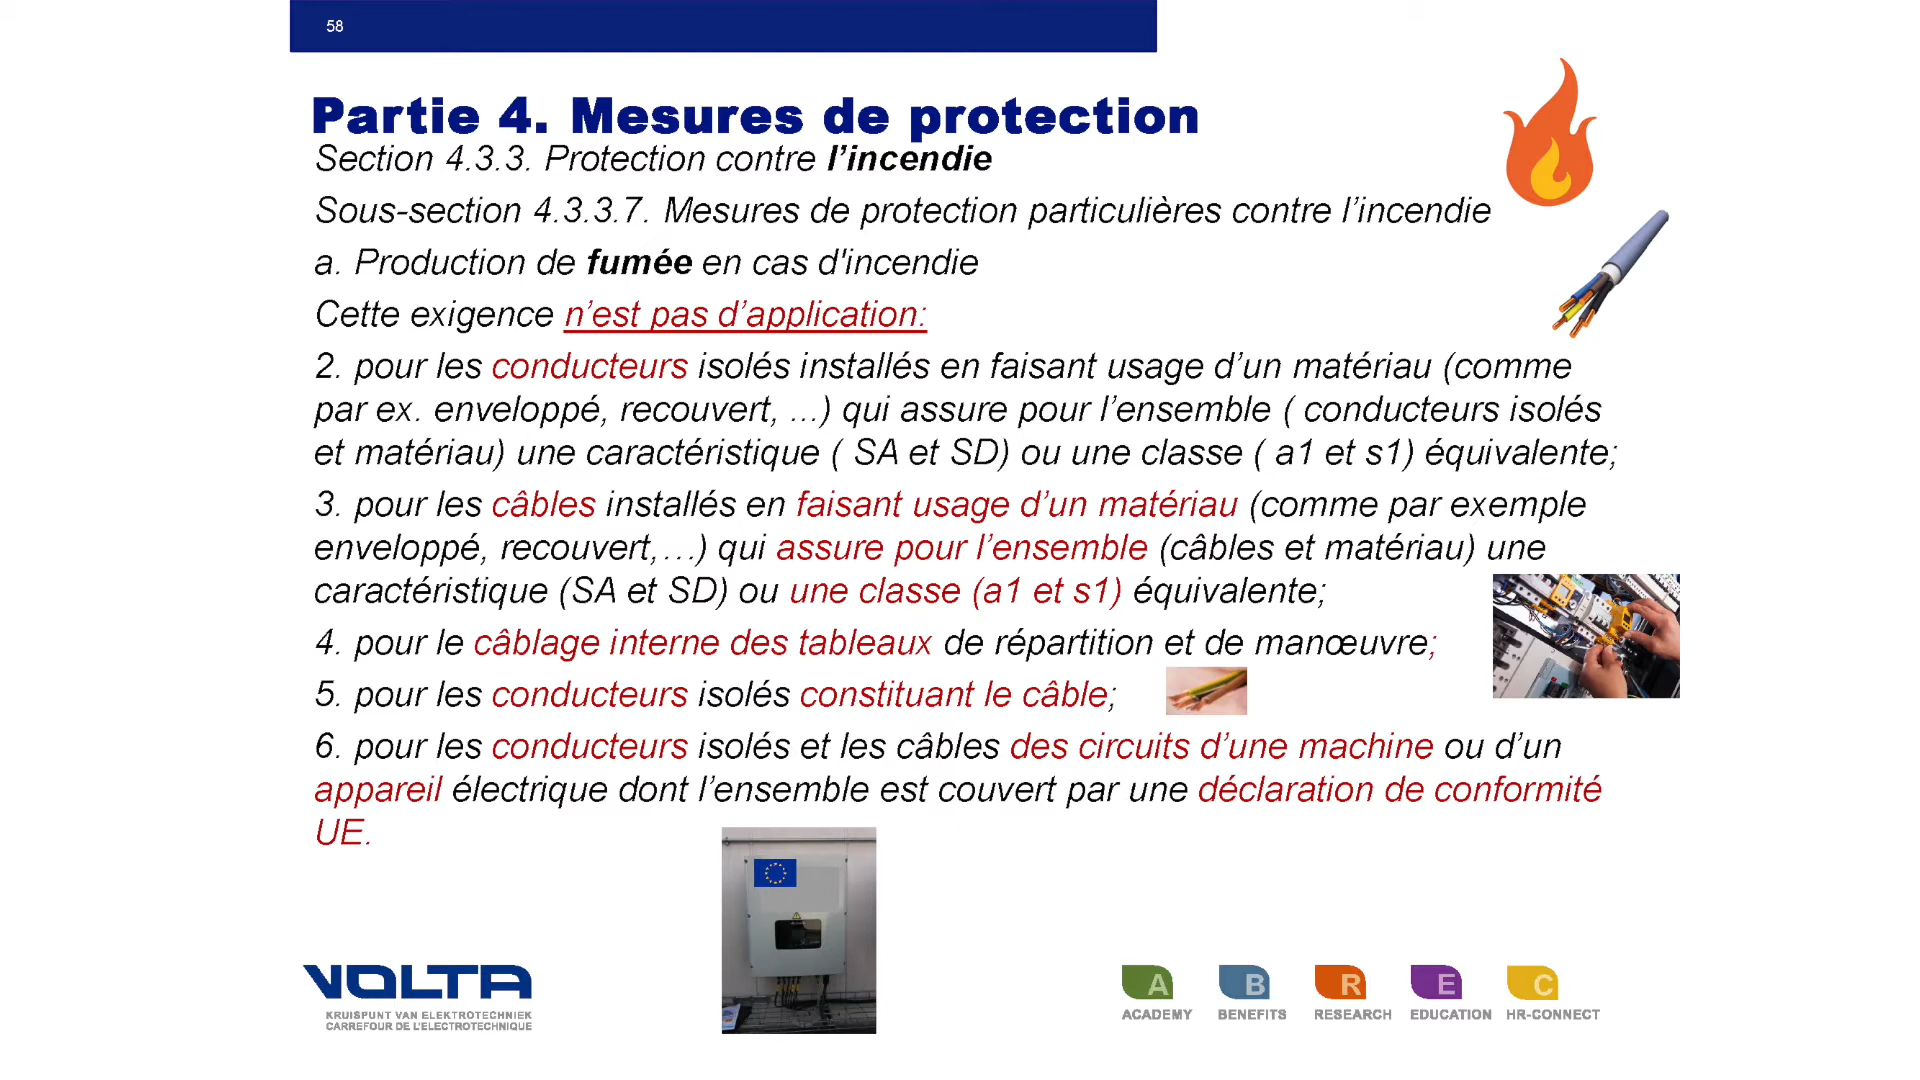 58
Partie 4. Mesures de protection
Section 4.3.3. Protection contre l’incendie
Sous-section 4.3.3.7. Mesures de protection particulières contre l’incendie
a. Production de fumée en cas d'incendie
Cette exigence n’est pas d’application:
2. pour les conducteurs isolés installés en faisant usage d’un matériau (comme
par ex. enveloppé, recouvert, ...) qui assure pour l’ensemble ( conducteurs isolés
et matériau) une caractéristique ( SA et SD) ou une classe ( a1 et s1) équivalente;
3. pour les câbles installés en faisant usage d’un matériau (comme par exemple
enveloppé, recouvert,…) qui assure pour l’ensemble (câbles et matériau) une
caractéristique (SA et SD) ou une classe (a1 et s1) équivalente;
4. pour le câblage interne des tableaux de répartition et de manœuvre;
5. pour les conducteurs isolés constituant le câble;
6. pour les conducteurs isolés et les câbles des circuits d’une machine ou d’un
appareil électrique dont l’ensemble est couvert par une déclaration de conformité
UE.
VOLTA
KRUISPUNT VAN ELEKTROTECHNIEK
CARREFOUR DE L'ELECTROTECHNIQUE
A B R E C
ACADEMY BENEFITS RESEARCH EDUCATION HR-CONNECT